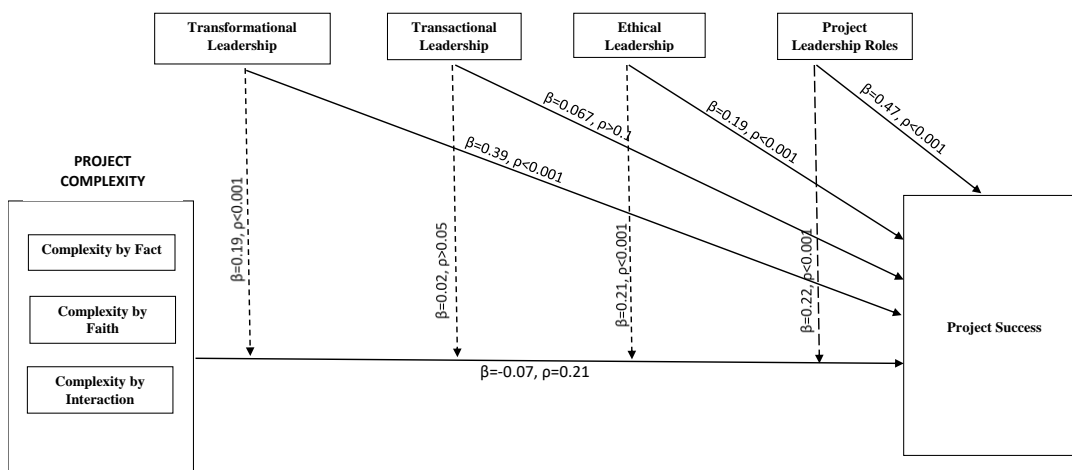 Transformational
Leadership
Transactional
Leadership
Ethical
Leadership
Project
Leadership Roles
β=0.47, ρ<0.001
β=0.067, ρ>0.1
β=0.19, ρ<0.001
β=0.39, ρ<0.001
PROJECT
COMPLEXITY
β=0.19, ρ<0.001
β=0.02, ρ>0.05
β=0.21, ρ<0.001
β=0.22, ρ<0.001
Complexity by Fact
Complexity by
Faith
Complexity by
Interaction
Project Success
β=-0.07, ρ=0.21